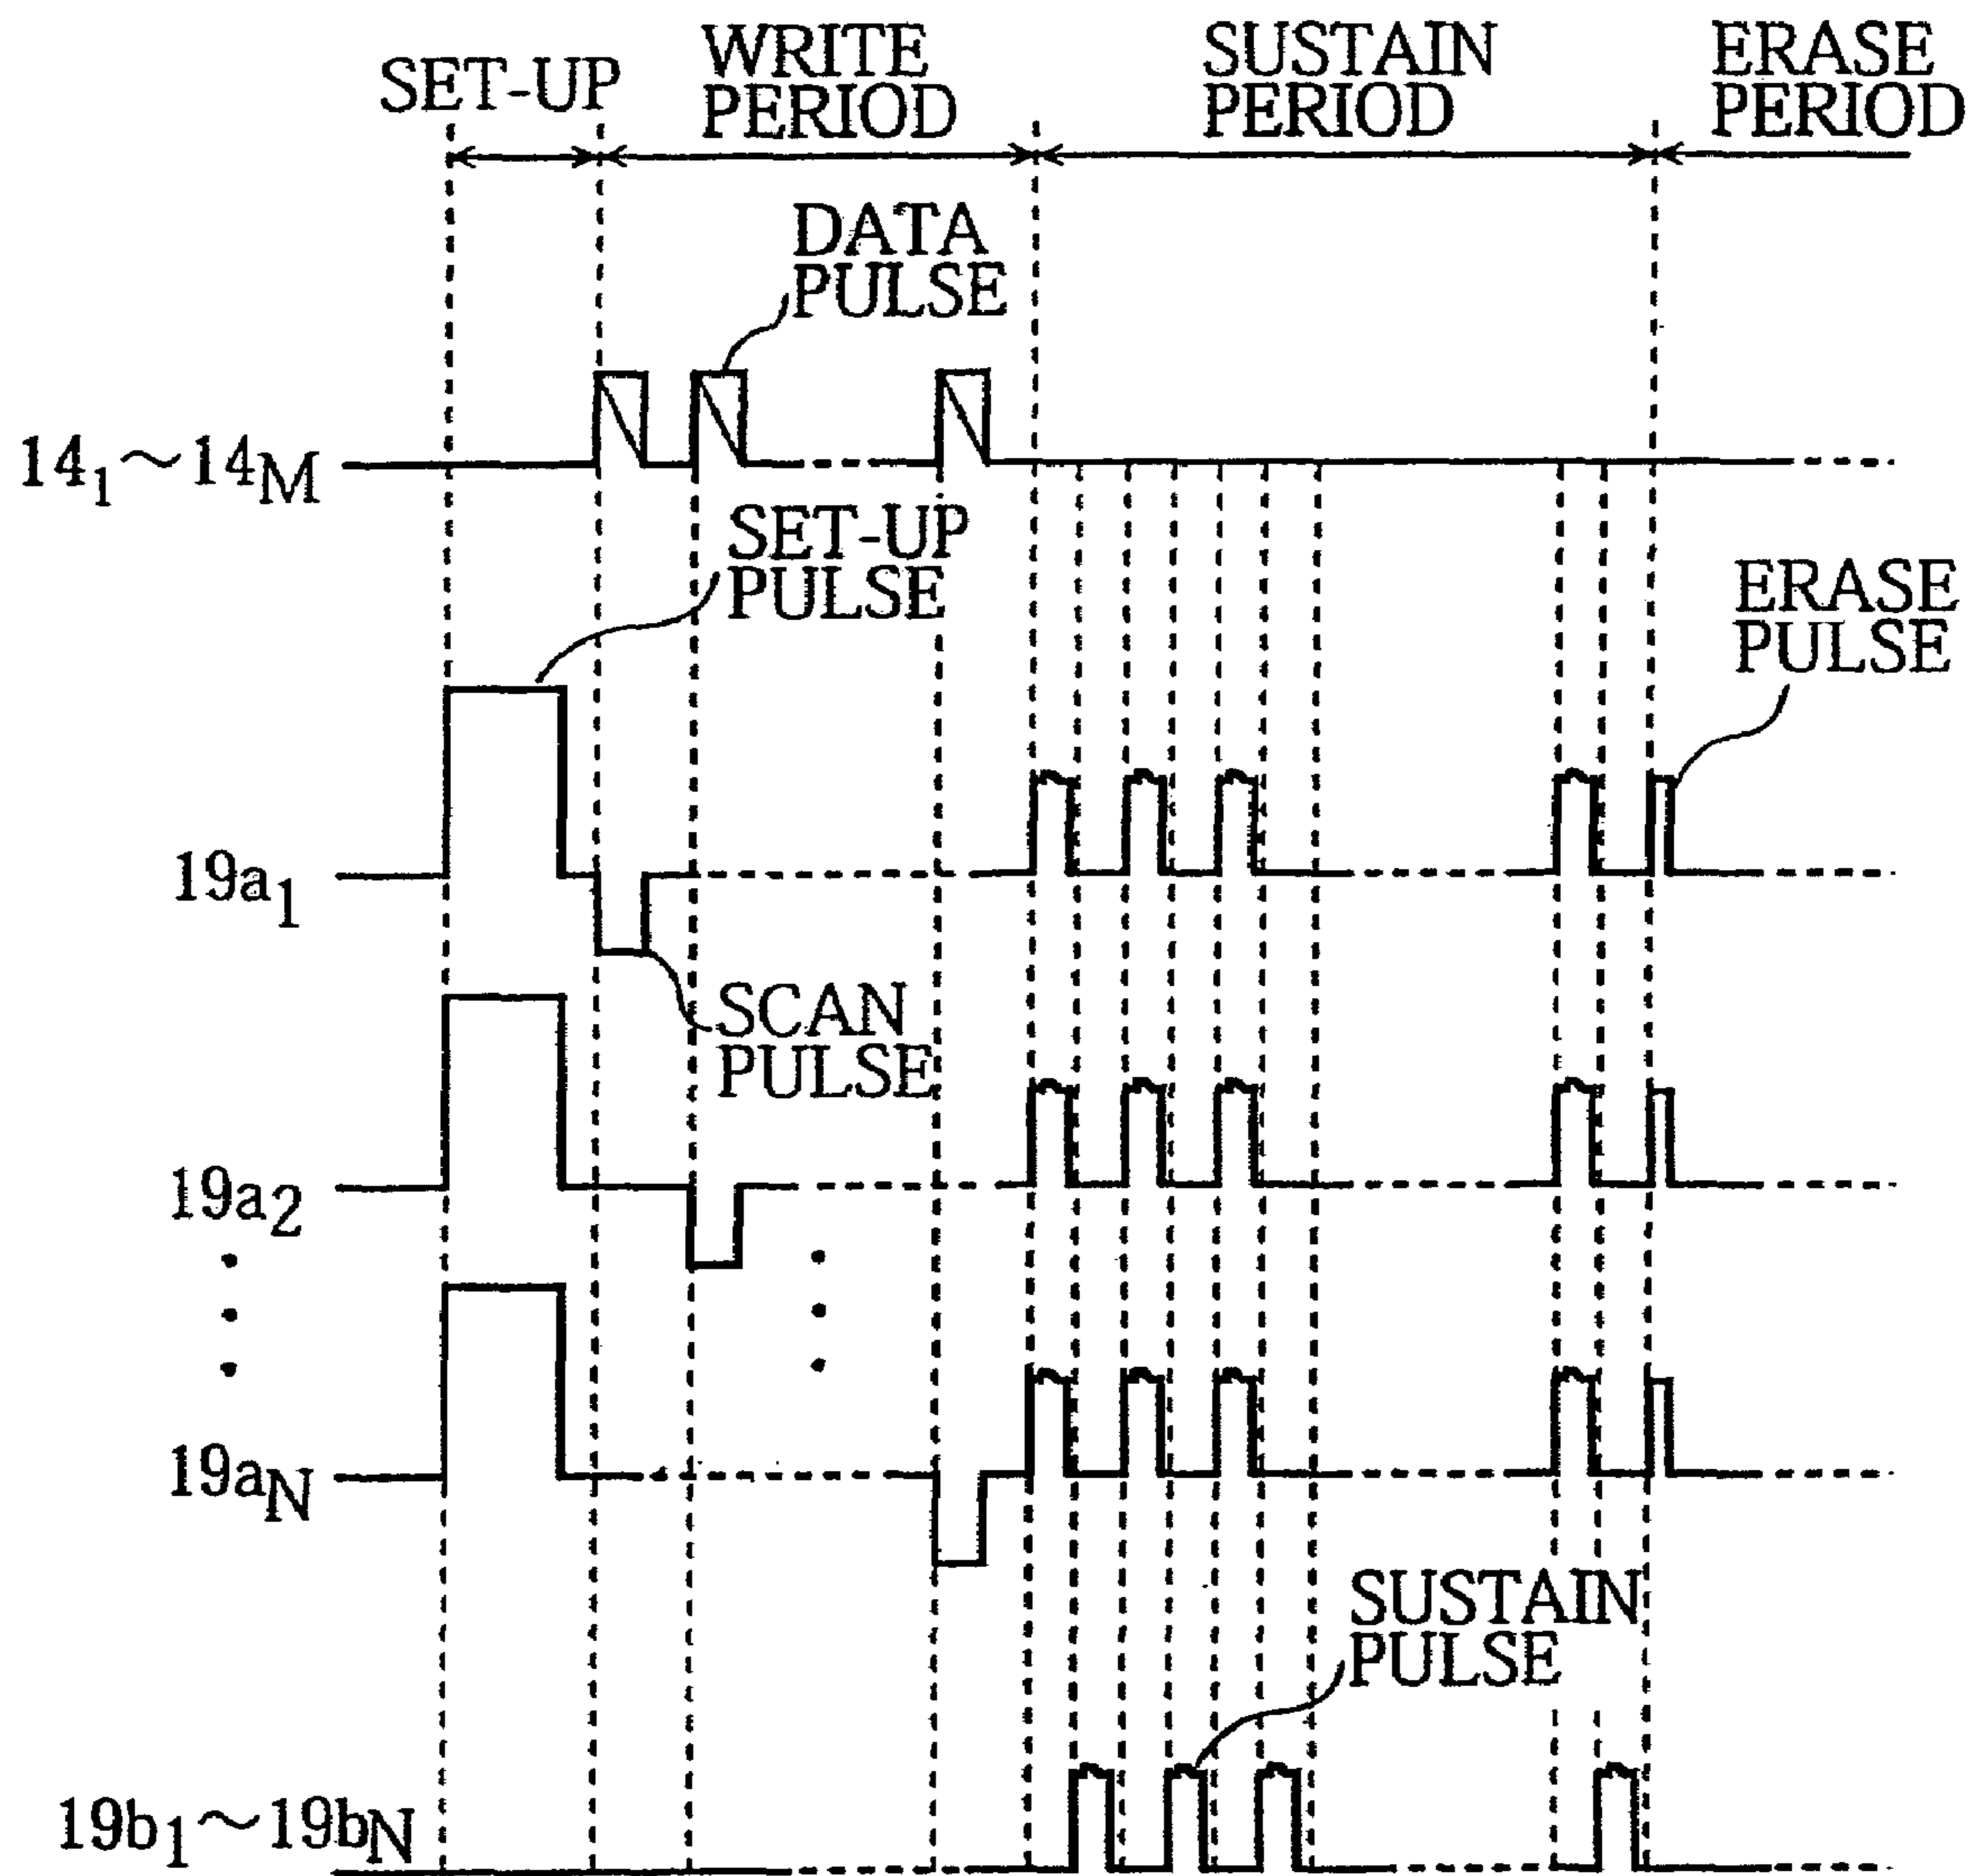 SET-UP
WRITE
PERIOD
SUSTAIN
PERIOD
ERASE
PERIOD
DATA
PULSE
14₁～14M
SET-UP
PULSE
ERASE
PULSE
19a₁
SCAN
PULSE
19a₂
19aN
SUSTAIN
PULSE
19b₁～19bN